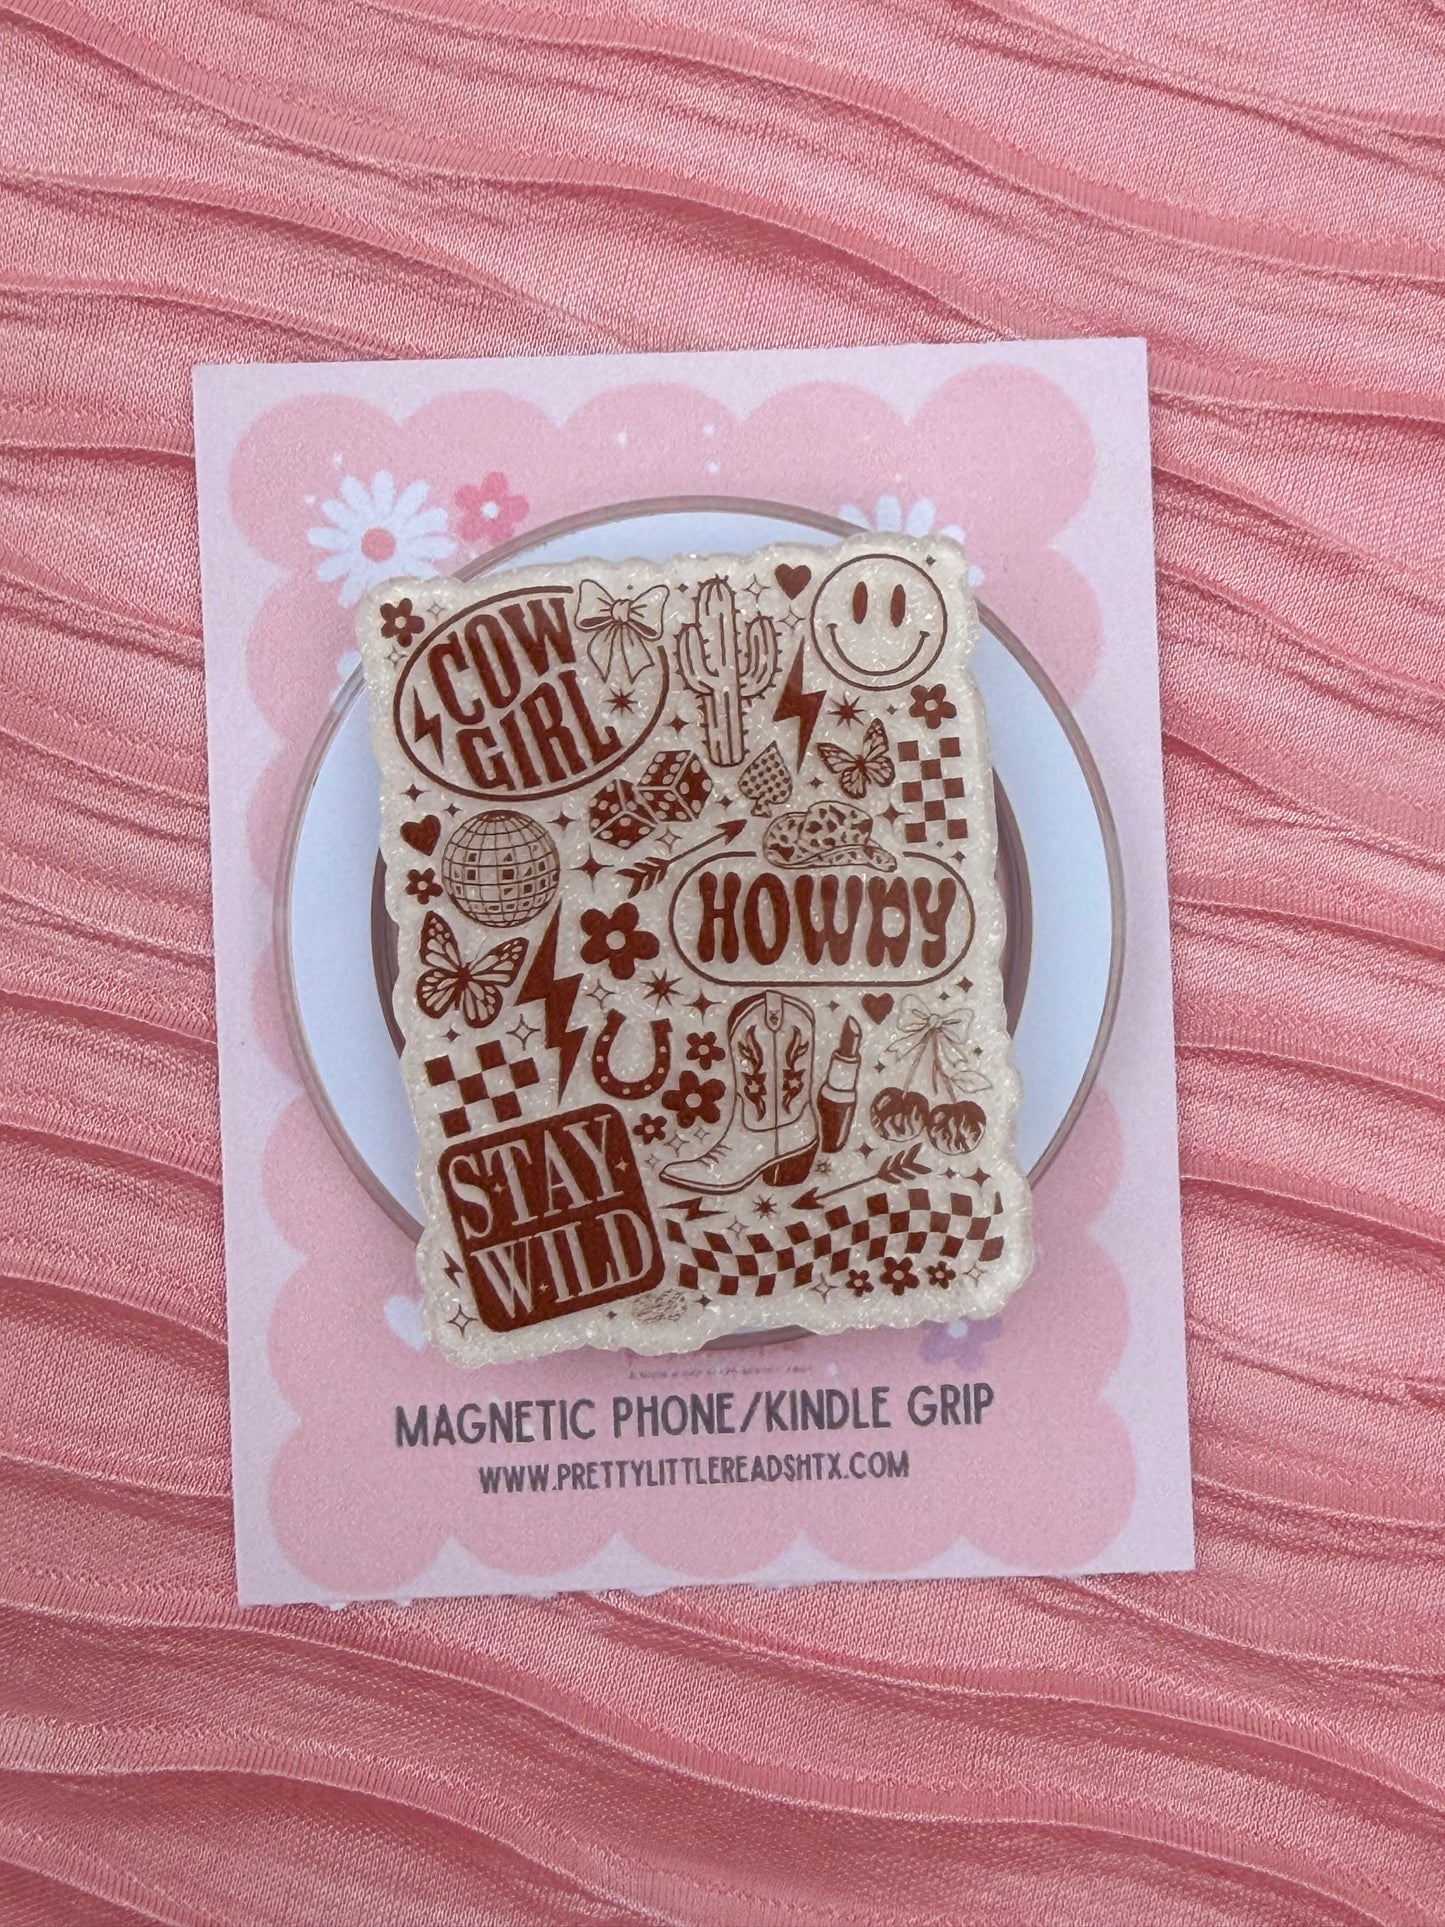 COW
GIRL
HOWDY
STAY
WILD
MAGNETIC PHONE/KINDLE GRIP
WWW.PRETTYLITTLEREADSHTX.COM